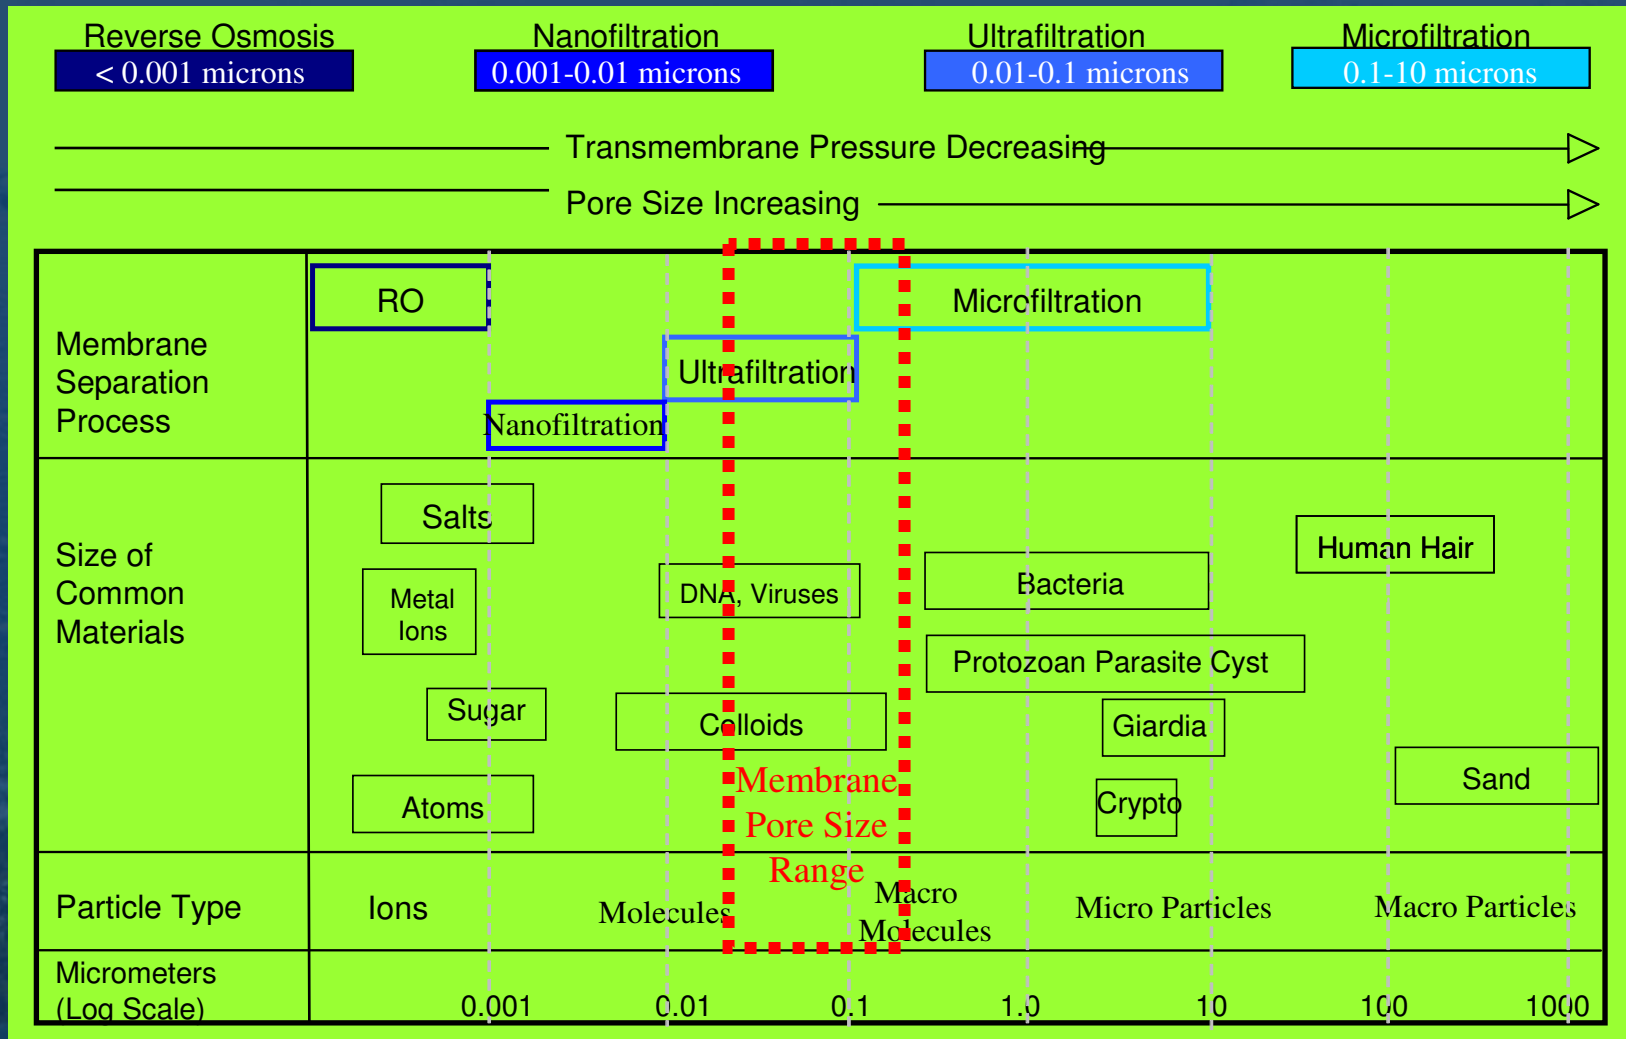 Reverse Osmosis
< 0.001 microns
Nanofiltration
0.001-0.01 microns
Ultrafiltration
0.01-0.1 microns
Microfiltration
0.1-10 microns
Transmembrane Pressure Decreasing
Pore Size Increasing
Membrane
Separation
Process
RO
Microfiltration
Ultrafiltration
Nanofiltration
Size of
Common
Materials
Salts
Human Hair
Metal
Ions
DNA, Viruses
Bacteria
Protozoan Parasite Cyst
Sugar
Colloids
Giardia
Atoms
Crypto
Sand
Membrane
Pore Size
Range
Particle Type
Ions
Molecules
Macro
Molecules
Micro Particles
Macro Particles
Micrometers
(Log Scale)
0.001
0.01
0.1
1.0
10
100
1000